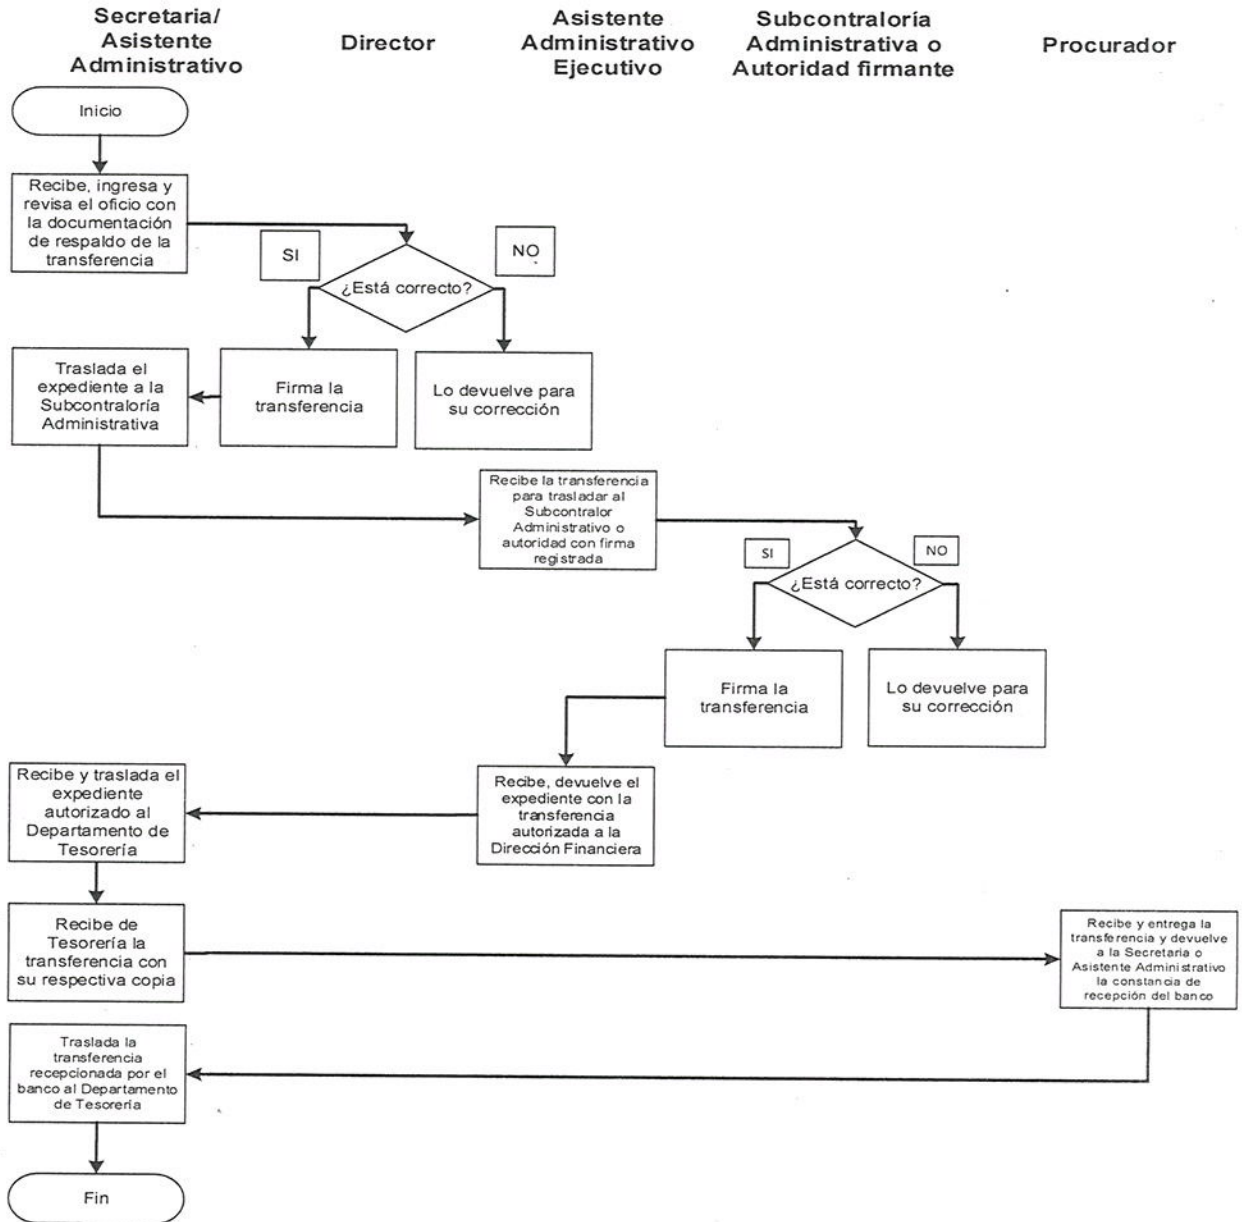 Secretaria/
Asistente
Administrativo
Director
Asistente
Administrativo
Ejecutivo
Subcontraloría
Administrativa o
Autoridad firmante
Procurador
Inicio
Recibe, ingresa y
revisa el oficio con
la documentación
de respaldo de la
transferencia
SI
NO
¿Está correcto?
Traslada el
expediente a la
Subcontraloría
Administrativa
Firma la
transferencia
Lo devuelve para
su corrección
Recibe la transferencia
para trasladar al
Subcontralor
Administrativo o
autoridad con firma
registrada
SI
NO
¿Está correcto?
Firma la
transferencia
Lo devuelve para
su corrección
Recibe y traslada el
expediente
autorizado al
Departamento de
Tesorería
Recibe, devuelve el
expediente con la
transferencia
autorizada a la
Dirección Financiera
Recibe de
Tesorería la
transferencia con
su respectiva copia
Recibe y entrega la
transferencia y devuelve
a la Secretaria o
Asistente Administrativo
la constancia de
recepción del banco
Traslada la
transferencia
recepcionada por el
banco al Departamento
de Tesorería
Fin